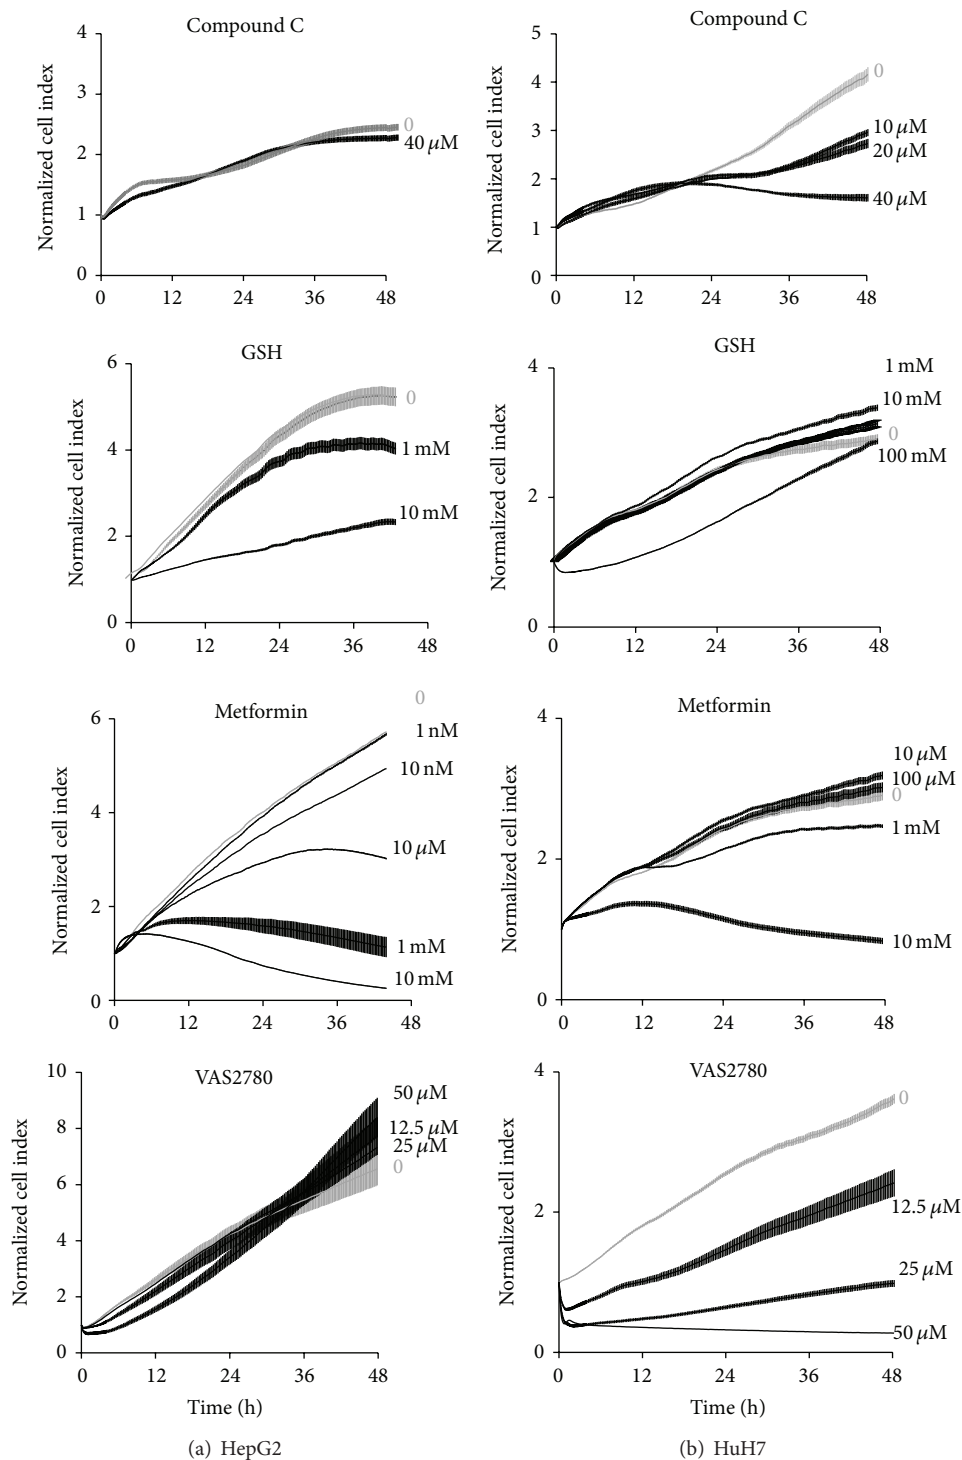 Compound C
Normalized cell index
4
3
2
1
0
0
40 μM
0 12 24 36 48
Compound C
Normalized cell index
5
4
3
2
1
0
0
10 μM
20 μM
40 μM
0 12 24 36 48
GSH
Normalized cell index
6
4
2
0
0
1 mM
10 mM
0 12 24 36 48
GSH
Normalized cell index
4
2
0
1 mM
10 mM
0
100 mM
0 12 24 36 48
Metformin
Normalized cell index
6
4
2
0
0
1 nM
10 nM
10 μM
1 mM
10 mM
0 12 24 36 48
Metformin
Normalized cell index
4
2
0
10 μM
100 μM
0
1 mM
10 mM
0 12 24 36 48
VAS2780
Normalized cell index
10
8
6
4
2
0
50 μM
12.5 μM
25 μM
0
0 12 24 36 48
Time (h)
(a) HepG2
VAS2780
Normalized cell index
4
2
0
0
12.5 μM
25 μM
50 μM
0 12 24 36 48
Time (h)
(b) HuH7